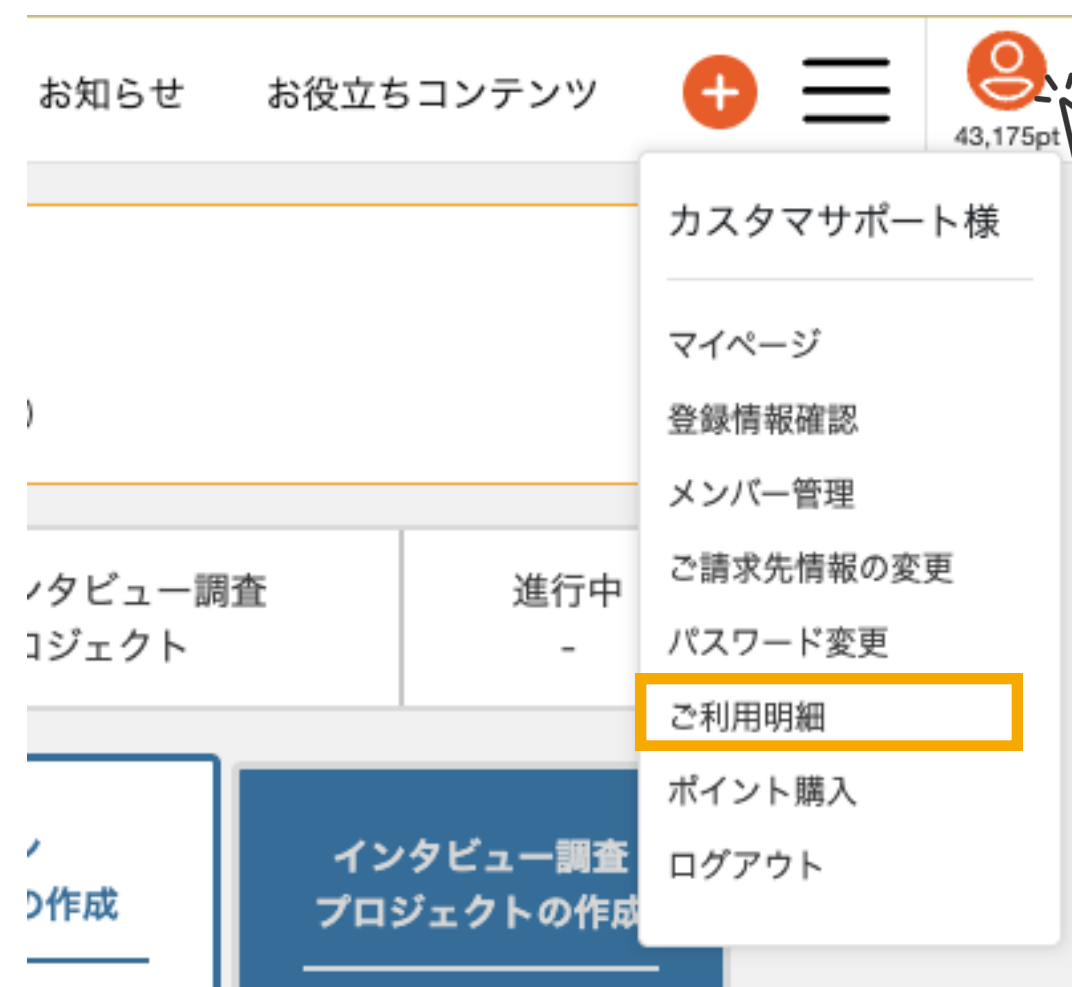 お知らせ
お役立ちコンテンツ
43,175pt
カスタマサポート様
マイページ
登録情報確認
メンバー管理
ご請求先情報の変更
パスワード変更
ご利用明細
ポイント購入
ログアウト
)
ンタビュー調査
ロジェクト
進行中
-
ン
の作成
インタビュー調査
プロジェクトの作成